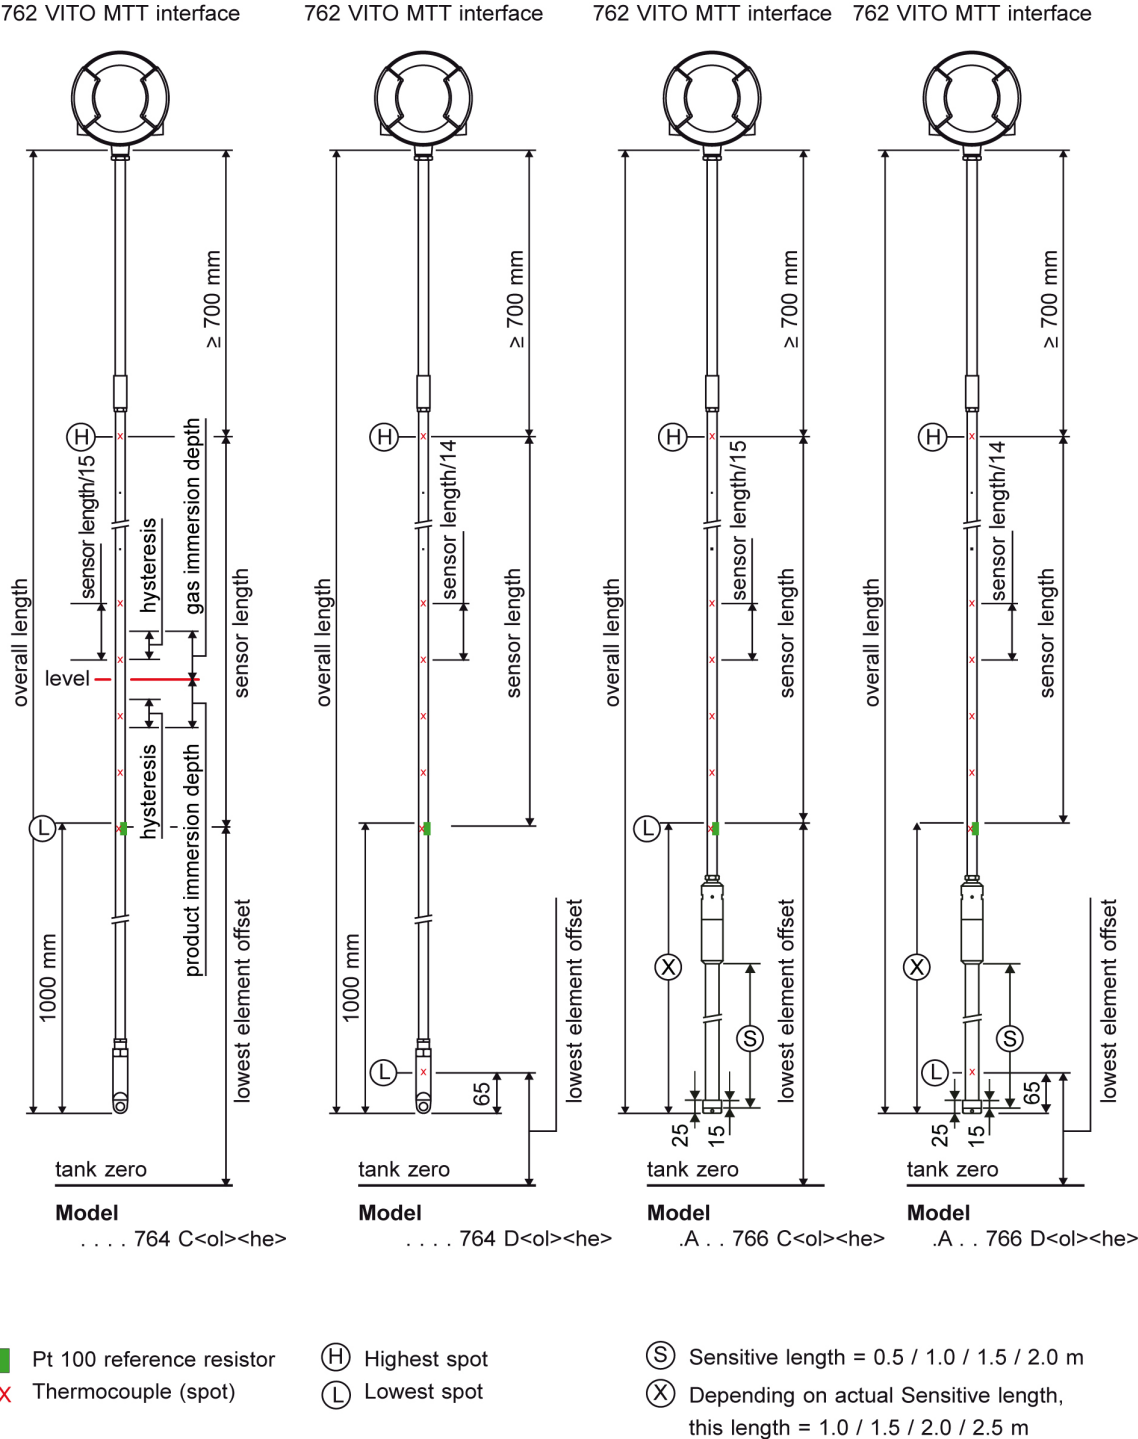 762 VITO MTT interface
762 VITO MTT interface
762 VITO MTT interface
762 VITO MTT interface
overall length
≥ 700 mm
H
sensor length/15
hysteresis
gas immersion depth
sensor length
level
hysteresis
product immersion depth
L
1000 mm
lowest element offset
tank zero
Model
. . . . 764 C<ol><he>
overall length
≥ 700 mm
H
sensor length/14
sensor length
1000 mm
L
65
lowest element offset
tank zero
Model
. . . . 764 D<ol><he>
overall length
≥ 700 mm
H
sensor length/15
sensor length
L
X
S
25
15
lowest element offset
tank zero
Model
.A . . 766 C<ol><he>
overall length
≥ 700 mm
H
sensor length/14
sensor length
X
S
L
25
15
65
lowest element offset
tank zero
Model
.A . . 766 D<ol><he>
Pt 100 reference resistor
x Thermocouple (spot)
H Highest spot
L Lowest spot
S Sensitive length = 0.5 / 1.0 / 1.5 / 2.0 m
X Depending on actual Sensitive length,
this length = 1.0 / 1.5 / 2.0 / 2.5 m